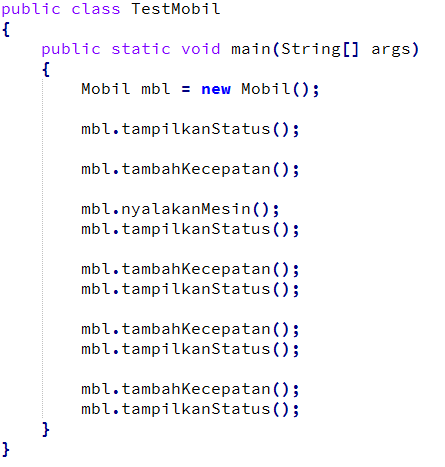 public class TestMobil
{
    public static void main(String[] args)
    {
        Mobil mbl = new Mobil();

        mbl.tampilkanStatus();

        mbl.tambahKecepatan();

        mbl.nyalakanMesin();
        mbl.tampilkanStatus();

        mbl.tambahKecepatan();
        mbl.tampilkanStatus();

        mbl.tambahKecepatan();
        mbl.tampilkanStatus();

        mbl.tambahKecepatan();
        mbl.tampilkanStatus();
    }
}